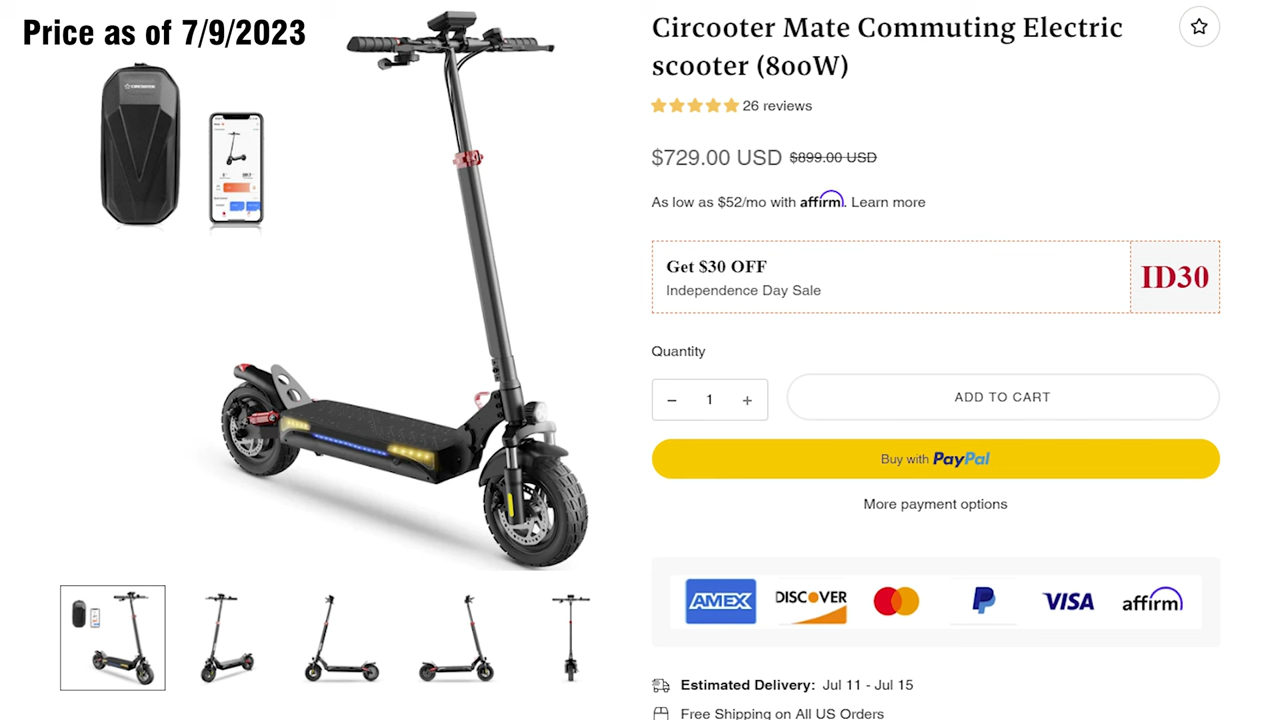 Price as of 7/9/2023
CIRCOOTER
Circooter Mate Commuting Electric
scooter (800W)
26 reviews
$729.00 USD $899.00 USD
As low as $52/mo with affirm. Learn more
Get $30 OFF
Independence Day Sale
ID30
Quantity
− 1 +
ADD TO CART
Buy with PayPal
More payment options
AMEX DISCOVER VISA affirm
Estimated Delivery: Jul 11 - Jul 15
Free Shipping on All US Orders